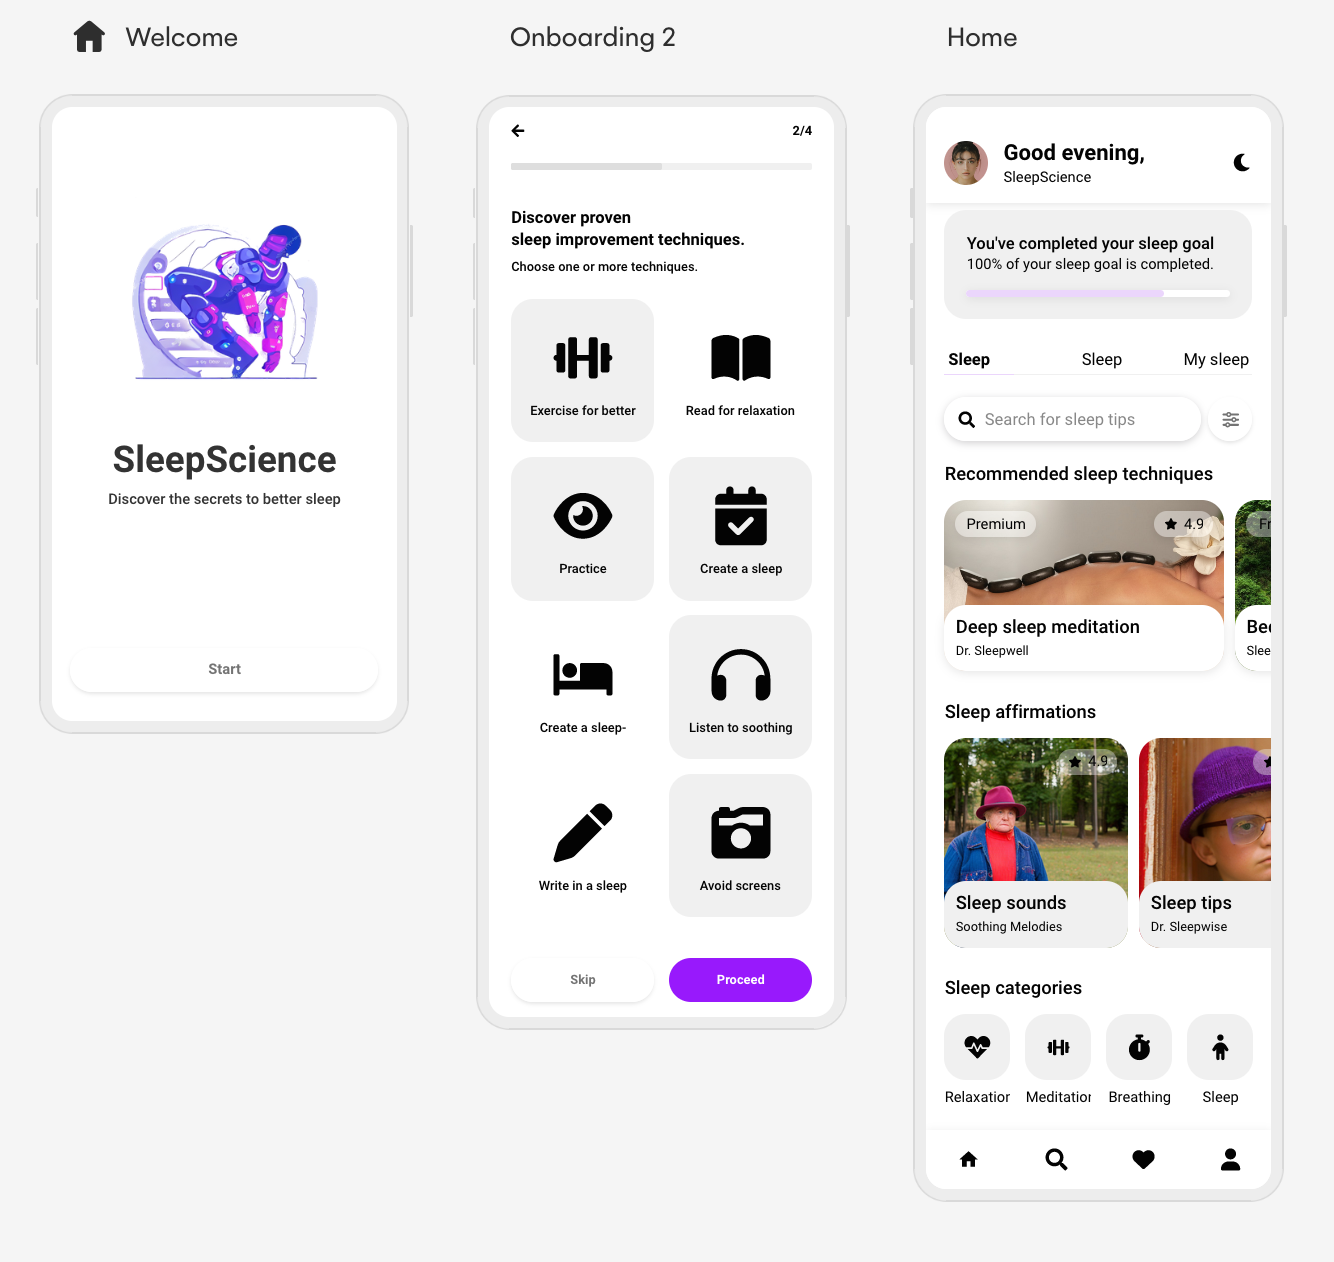 Welcome
SleepScience
Discover the secrets to better sleep
Start
Onboarding 2
2/4
Discover proven
sleep improvement techniques.
Choose one or more techniques.
Exercise for better
Read for relaxation
Practice
Create a sleep
Create a sleep-
Listen to soothing
Write in a sleep
Avoid screens
Skip
Proceed
Home
Good evening,
SleepScience
You've completed your sleep goal
100% of your sleep goal is completed.
Sleep
Sleep
My sleep
Search for sleep tips
Recommended sleep techniques
Premium
4.9
Deep sleep meditation
Dr. Sleepwell
Slee
Sleep affirmations
4.9
Sleep sounds
Soothing Melodies
Sleep tips
Dr. Sleepwise
Sleep categories
Relaxation
Meditation
Breathing
Sleep